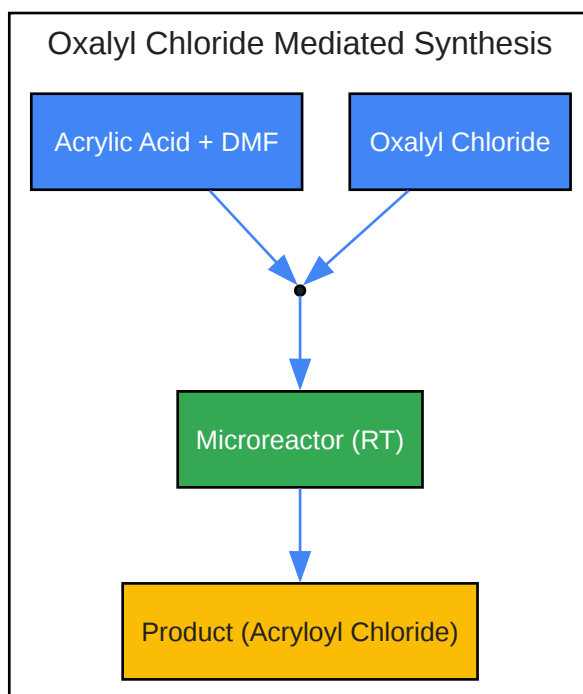 Oxalyl Chloride Mediated Synthesis
Acrylic Acid + DMF
Oxalyl Chloride
Microreactor (RT)
Product (Acryloyl Chloride)